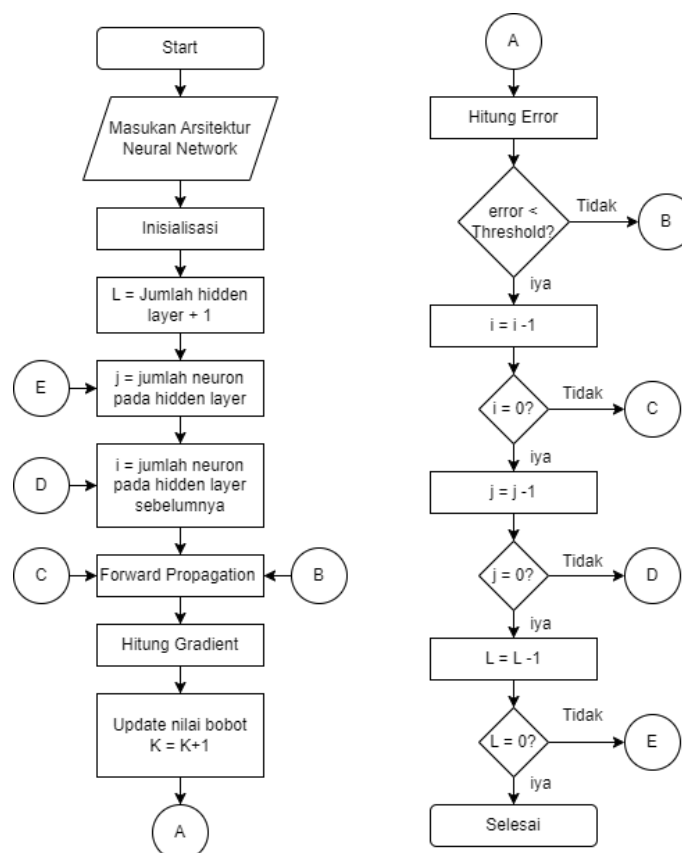 Start
Masukan Arsitektur
Neural Network
Inisialisasi
L = Jumlah hidden
layer + 1
E
j = jumlah neuron
pada hidden layer
D
i = jumlah neuron
pada hidden layer
sebelumnya
C
Forward Propagation
B
Hitung Gradient
Update nilai bobot
K = K+1
A
A
Hitung Error
error <
Threshold?
Tidak
B
iya
i = i -1
i = 0?
Tidak
C
iya
j = j -1
j = 0?
Tidak
D
iya
L = L -1
L = 0?
Tidak
E
iya
Selesai